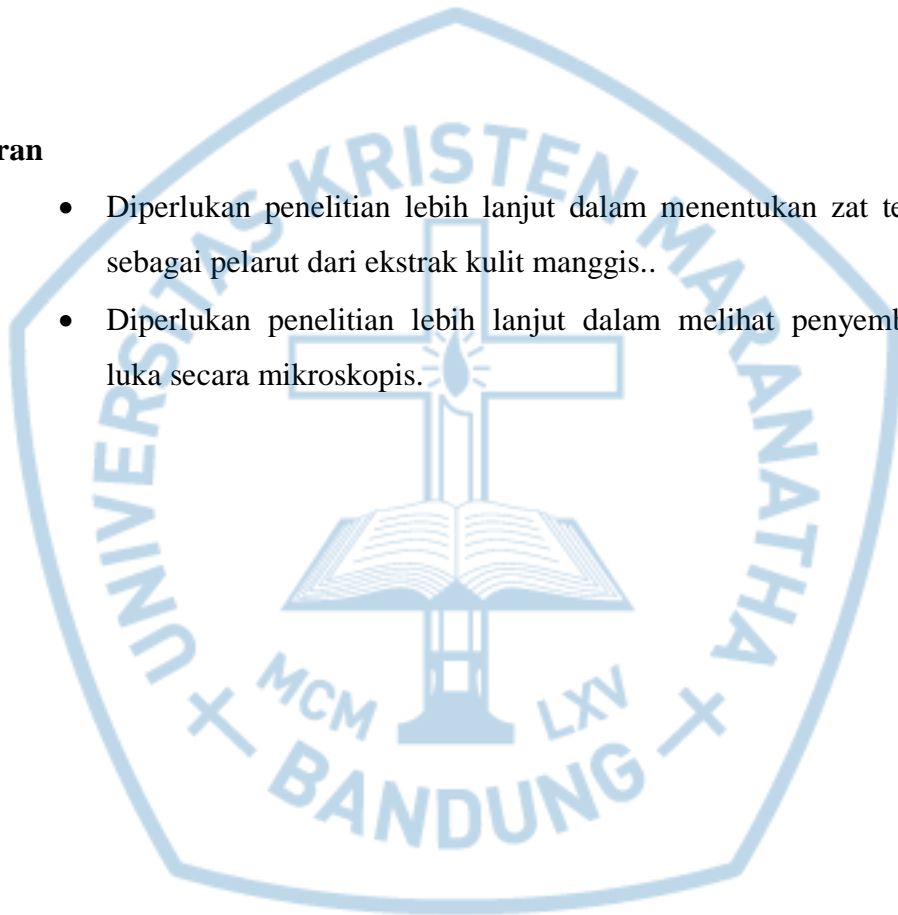 ran
• Diperlukan penelitian lebih lanjut dalam menentukan zat te
sebagai pelarut dari ekstrak kulit manggis..
• Diperlukan penelitian lebih lanjut dalam melihat penyemb
luka secara mikroskopis.
UNIVERSITAS KRISTEN MARANATHA
MCM LXV
BANDUNG